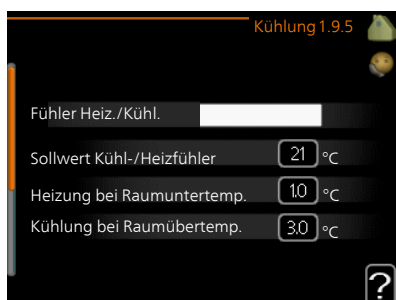 Kühlung 1.9.5
Fühler Heiz./Kühl.
Sollwert Kühl-/Heizfühler 21 °C
Heizung bei Raumuntertemp. 1.0 °C
Kühlung bei Raumübertemp. 3.0 °C
?